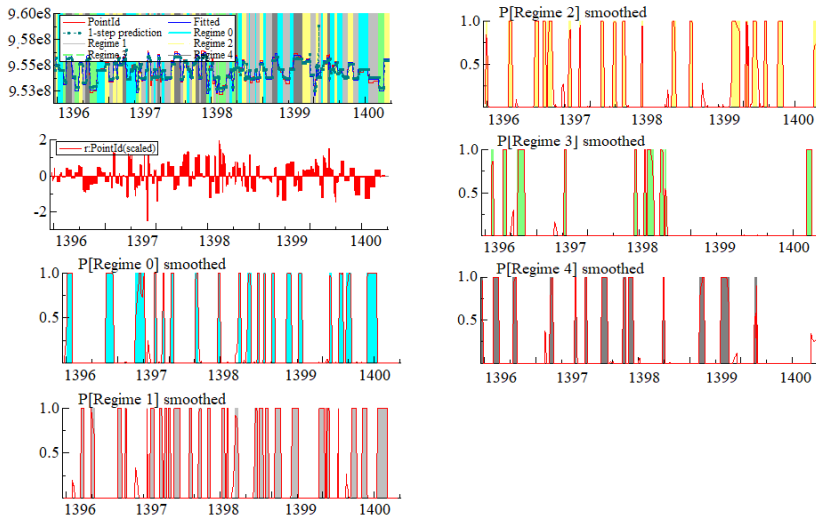 9.60e8
PointId Fitted
1-step prediction Regime 0
Regime 1 Regime 2
Regime Regime 4
9.55e8
9.53e8
1396 1397 1398 1399 1400
2
r:PointId(scaled)
0
-2
1396 1397 1398 1399 1400
P[Regime 0] smoothed
1.0
0.5
1396 1397 1398 1399 1400
P[Regime 1] smoothed
1.0
0.5
1396 1397 1398 1399 1400
P[Regime 2] smoothed
1.0
0.5
1396 1397 1398 1399 1400
P[Regime 3] smoothed
1.0
0.5
1396 1397 1398 1399 1400
P[Regime 4] smoothed
1.0
0.5
1396 1397 1398 1399 1400